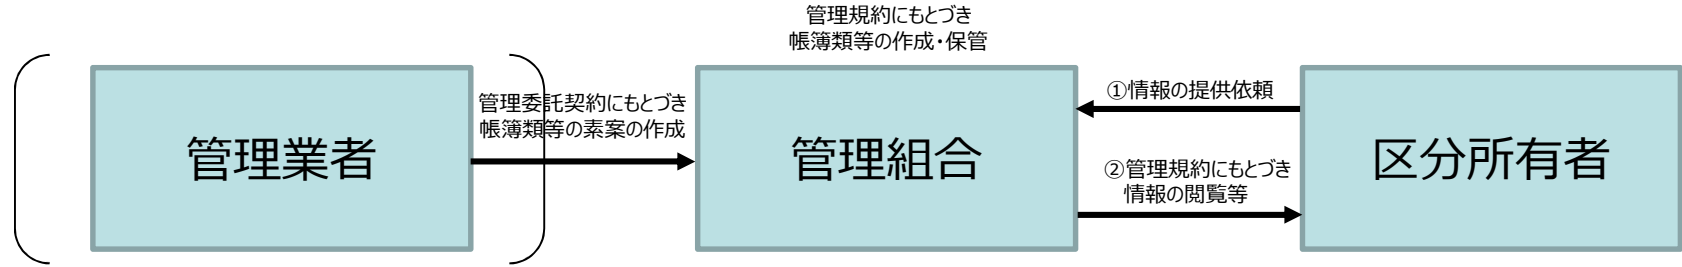 管理規約にもとづき
帳簿類等の作成・保管
管理業者
管理委託契約にもとづき
帳簿類等の素案の作成
管理組合
①情報の提供依頼
②管理規約にもとづき
情報の閲覧等
区分所有者